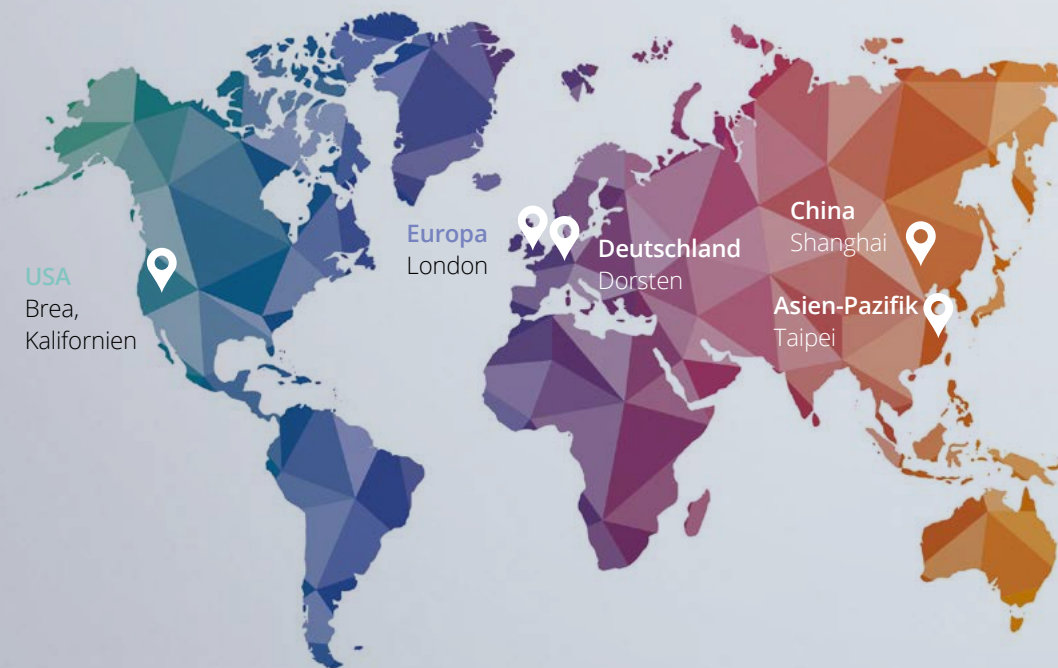 USA
Brea,
Kalifornien
Europa
London
Deutschland
Dorsten
China
Shanghai
Asien-Pazifik
Taipei